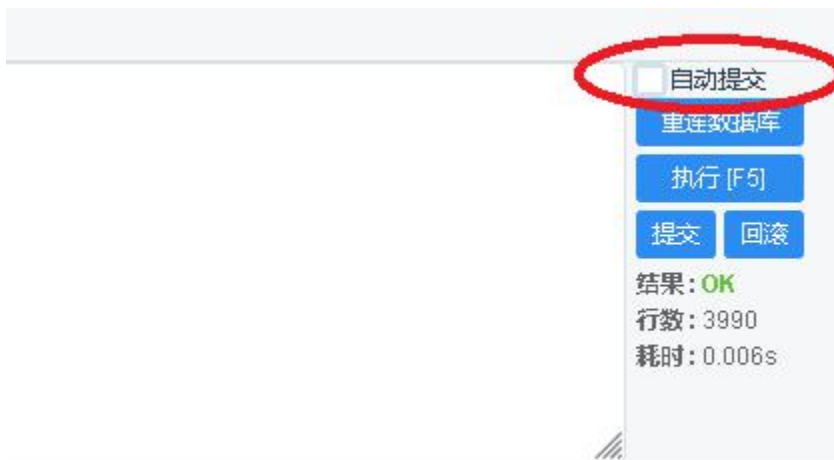 自动提交
重连数据库
执行 [F5]
提交 回滚
结果: OK
行数: 3990
耗时: 0.006s